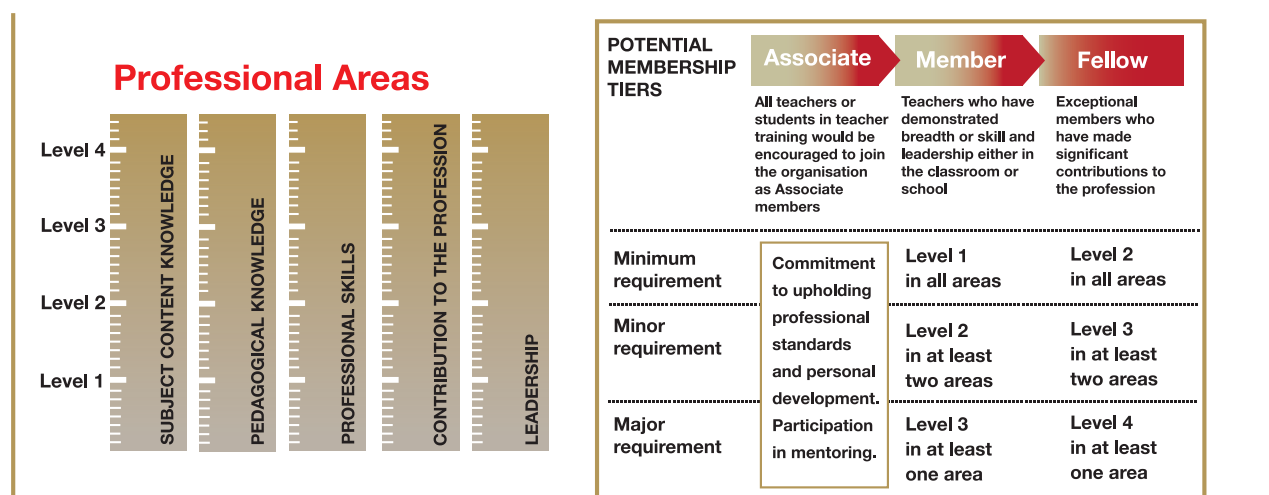 Professional Areas
Level 4
Level 3
Level 2
Level 1
SUBJECT CONTENT KNOWLEDGE
PEDAGOGICAL KNOWLEDGE
PROFESSIONAL SKILLS
CONTRIBUTION TO THE PROFESSION
LEADERSHIP
POTENTIAL
MEMBERSHIP
TIERS
Associate
Member
Fellow
All teachers or
students in teacher
training would be
encouraged to join
the organisation
as Associate
members
Teachers who have
demonstrated
breadth or skill and
leadership either in
the classroom or
school
Exceptional
members who
have made
significant
contributions to
the profession
Minimum
requirement
Minor
requirement
Major
requirement
Commitment
to upholding
professional
standards
and personal
development.
Participation
in mentoring.
Level 1
in all areas
Level 2
in all areas
Level 2
in at least
two areas
Level 3
in at least
two areas
Level 3
in at least
one area
Level 4
in at least
one area